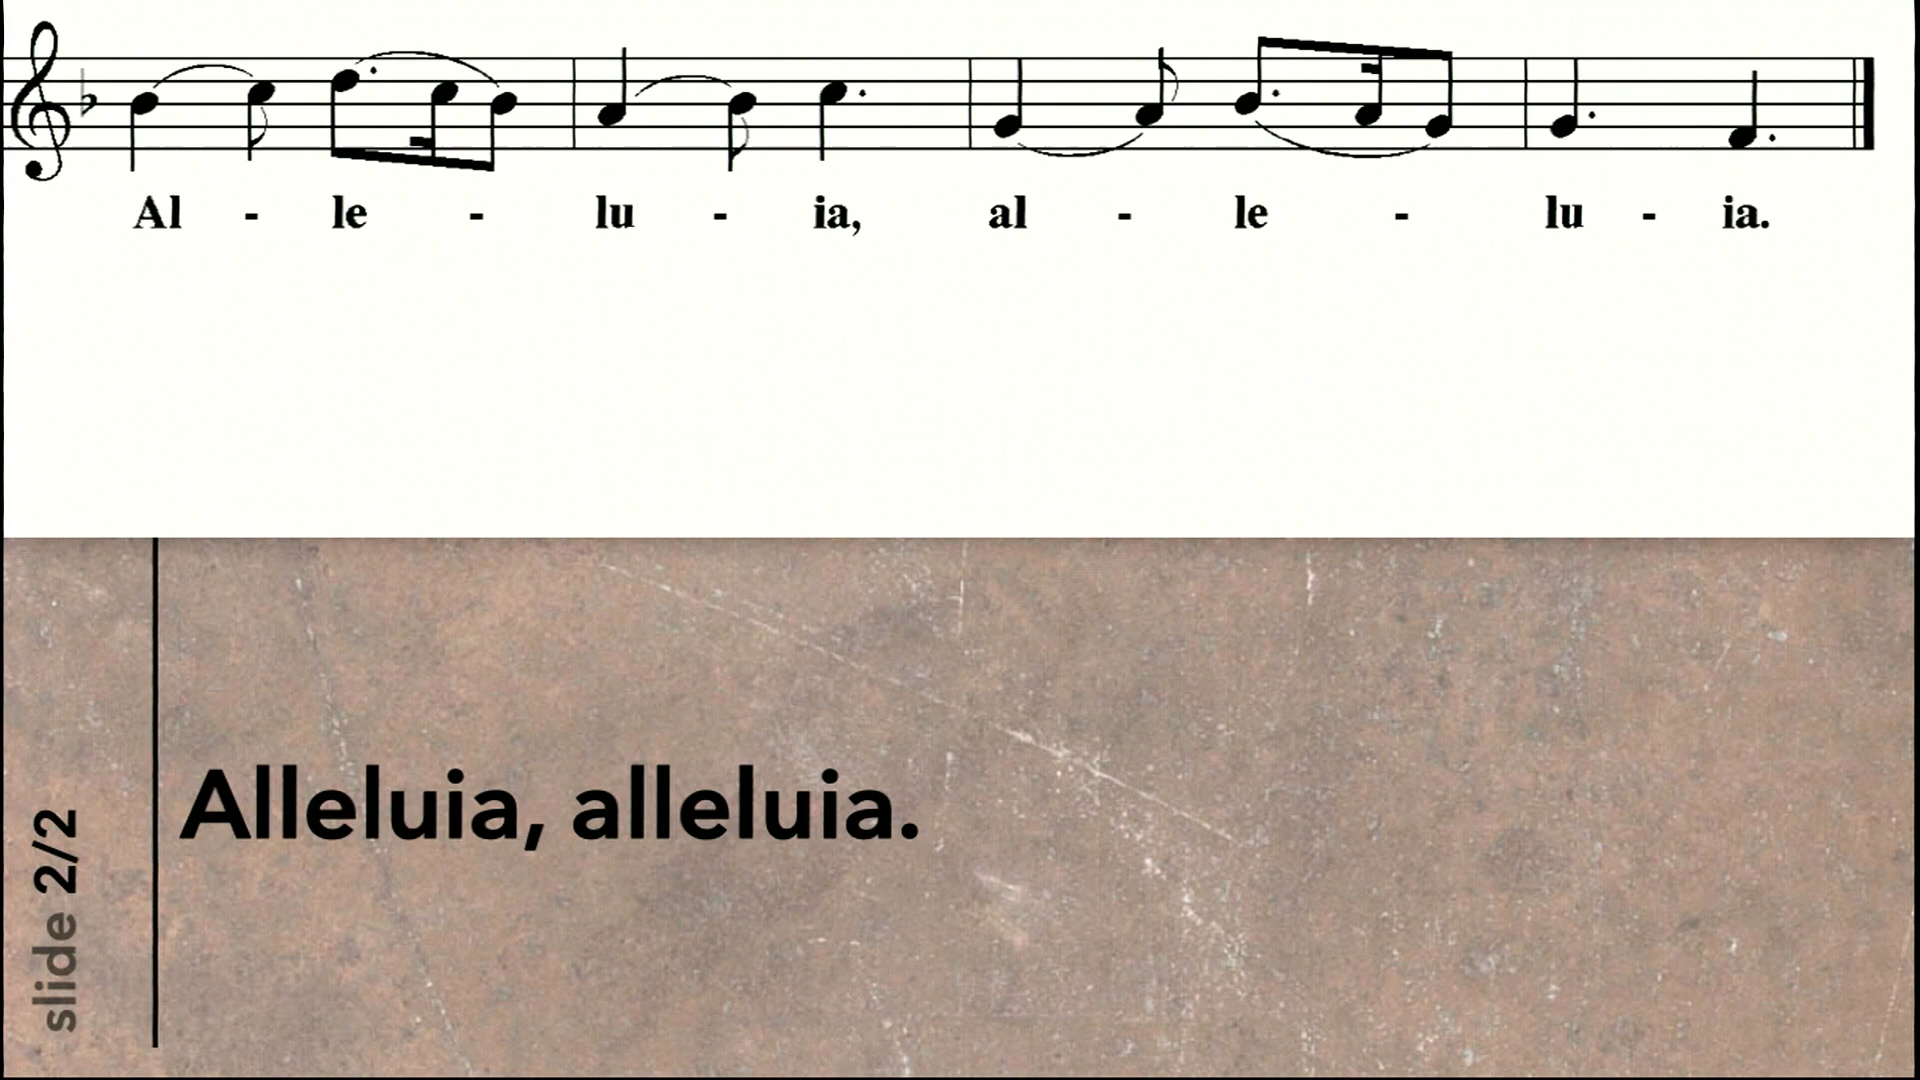 Al - le - lu - ia, al - le - lu - ia.
Alleluia, alleluia.
slide 2/2